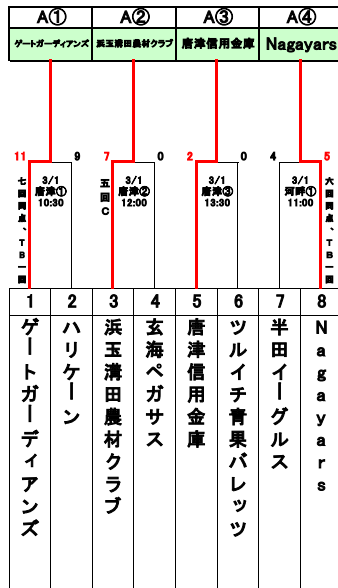 A① A② A③ A④
ゲートガーディアンズ 浜玉溝田農材クラブ 唐津信用金庫 Nagayars
11 9 7 0 2 0 4 5
3/1 3/1 3/1 3/1
唐津① 唐津② 唐津③ 河畔①
10:30 12:00 13:30 11:00
七回同点、TB一回
五回C
六回同点、TB一回
1 2 3 4 5 6 7 8
ゲートガーディアンズ
ハリケーン
浜玉溝田農材クラブ
玄海ペガサス
唐津信用金庫
ツルイチ青果バレッツ
半田イーグルス
Nagayars